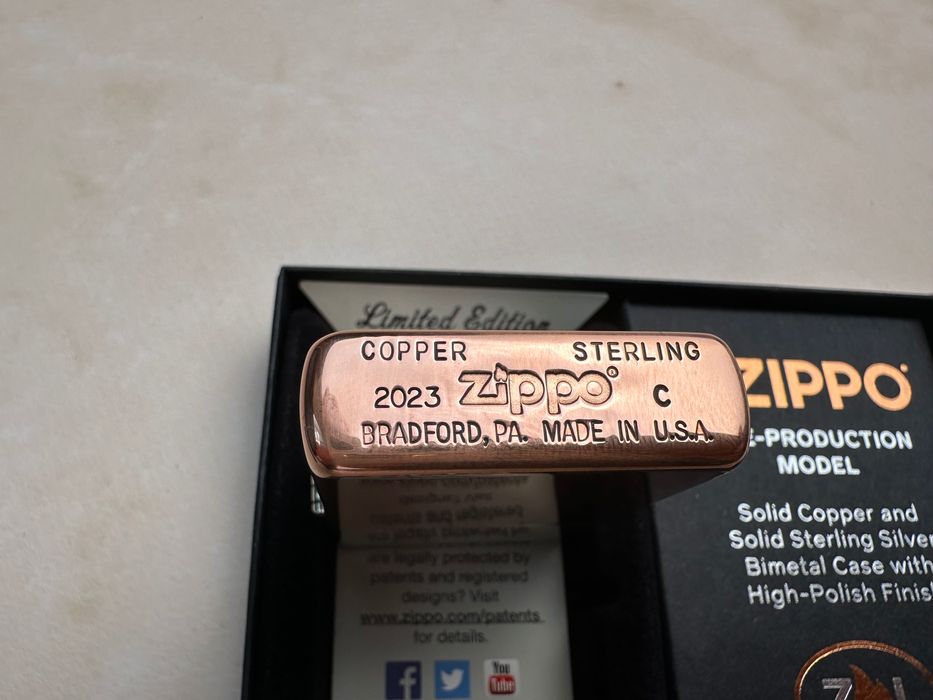 Limited Edition
COPPER STERLING
2023 zippo® C
BRADFORD, PA. MADE IN U.S.A.
are legally protected by
patents and registered
designs? Visit
www.zippo.com/patents
for details.
You
Tube
ZIPPO
-PRODUCTION
MODEL
Solid Copper and
Solid Sterling Silver
Bimetal Case with
High-Polish Finish